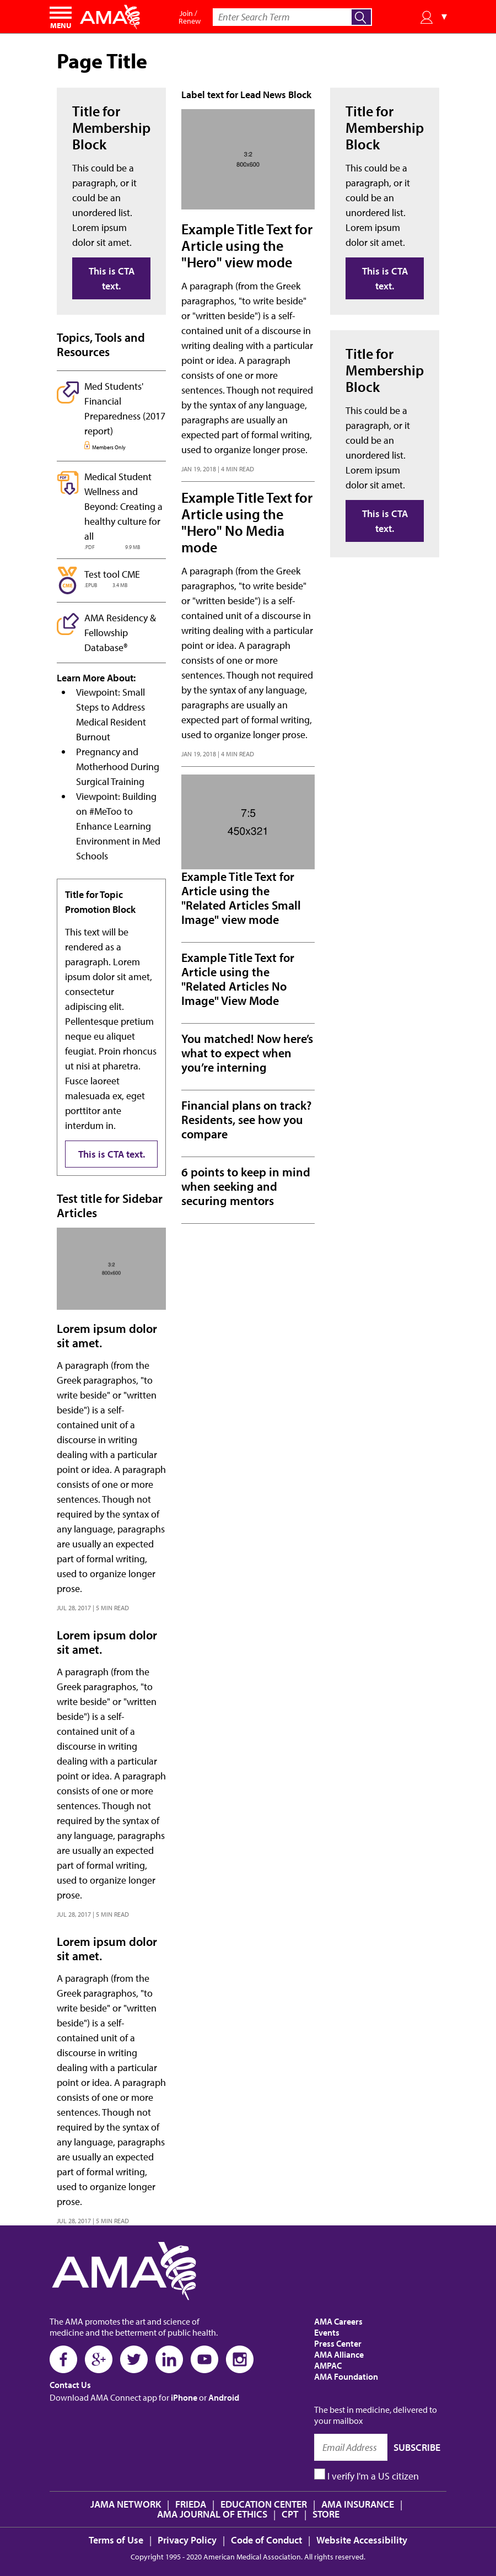 MENU
AMA
Join /
Renew
Enter Search Term
▼
Page Title
Title for
Membership
Block
This could be a
paragraph, or it
could be an
unordered list.
Lorem ipsum
dolor sit amet.
This is CTA
text.
Topics, Tools and
Resources
Med Students'
Financial
Preparedness (2017
report)
Members Only
PDF
Medical Student
Wellness and
Beyond: Creating a
healthy culture for
all
PDF 9.9 MB
CME
Test tool CME
EPUB 3.4 MB
AMA Residency &
Fellowship
Database®
Learn More About:
• Viewpoint: Small
Steps to Address
Medical Resident
Burnout
• Pregnancy and
Motherhood During
Surgical Training
• Viewpoint: Building
on #MeToo to
Enhance Learning
Environment in Med
Schools
Title for Topic
Promotion Block
This text will be
rendered as a
paragraph. Lorem
ipsum dolor sit amet,
consectetur
adipiscing elit.
Pellentesque pretium
neque eu aliquet
feugiat. Proin rhoncus
ut nisi at pharetra.
Fusce laoreet
malesuada ex, eget
porttitor ante
interdum in.
This is CTA text.
Test title for Sidebar
Articles
3:2
800x600
Lorem ipsum dolor
sit amet.
A paragraph (from the
Greek paragraphos, "to
write beside" or "written
beside") is a self-
contained unit of a
discourse in writing
dealing with a particular
point or idea. A paragraph
consists of one or more
sentences. Though not
required by the syntax of
any language, paragraphs
are usually an expected
part of formal writing,
used to organize longer
prose.
JUL 28, 2017 | 5 MIN READ
Lorem ipsum dolor
sit amet.
A paragraph (from the
Greek paragraphos, "to
write beside" or "written
beside") is a self-
contained unit of a
discourse in writing
dealing with a particular
point or idea. A paragraph
consists of one or more
sentences. Though not
required by the syntax of
any language, paragraphs
are usually an expected
part of formal writing,
used to organize longer
prose.
JUL 28, 2017 | 5 MIN READ
Lorem ipsum dolor
sit amet.
A paragraph (from the
Greek paragraphos, "to
write beside" or "written
beside") is a self-
contained unit of a
discourse in writing
dealing with a particular
point or idea. A paragraph
consists of one or more
sentences. Though not
required by the syntax of
any language, paragraphs
are usually an expected
part of formal writing,
used to organize longer
prose.
JUL 28, 2017 | 5 MIN READ
Label text for Lead News Block
3:2
800x600
Example Title Text for
Article using the
"Hero" view mode
A paragraph (from the Greek
paragraphos, "to write beside"
or "written beside") is a self-
contained unit of a discourse in
writing dealing with a particular
point or idea. A paragraph
consists of one or more
sentences. Though not required
by the syntax of any language,
paragraphs are usually an
expected part of formal writing,
used to organize longer prose.
JAN 19, 2018 | 4 MIN READ
Example Title Text for
Article using the
"Hero" No Media
mode
A paragraph (from the Greek
paragraphos, "to write beside"
or "written beside") is a self-
contained unit of a discourse in
writing dealing with a particular
point or idea. A paragraph
consists of one or more
sentences. Though not required
by the syntax of any language,
paragraphs are usually an
expected part of formal writing,
used to organize longer prose.
JAN 19, 2018 | 4 MIN READ
7:5
450x321
Example Title Text for
Article using the
"Related Articles Small
Image" view mode
Example Title Text for
Article using the
"Related Articles No
Image" View Mode
You matched! Now here's
what to expect when
you're interning
Financial plans on track?
Residents, see how you
compare
6 points to keep in mind
when seeking and
securing mentors
Title for
Membership
Block
This could be a
paragraph, or it
could be an
unordered list.
Lorem ipsum
dolor sit amet.
This is CTA
text.
Title for
Membership
Block
This could be a
paragraph, or it
could be an
unordered list.
Lorem ipsum
dolor sit amet.
This is CTA
text.
AMA
The AMA promotes the art and science of
medicine and the betterment of public health.
Contact Us
Download AMA Connect app for iPhone or Android
AMA Careers
Events
Press Center
AMA Alliance
AMPAC
AMA Foundation
The best in medicine, delivered to
your mailbox
Email Address SUBSCRIBE
I verify I'm a US citizen
JAMA NETWORK | FRIEDA | EDUCATION CENTER | AMA INSURANCE |
AMA JOURNAL OF ETHICS | CPT | STORE
Terms of Use | Privacy Policy | Code of Conduct | Website Accessibility
Copyright 1995 - 2020 American Medical Association. All rights reserved.